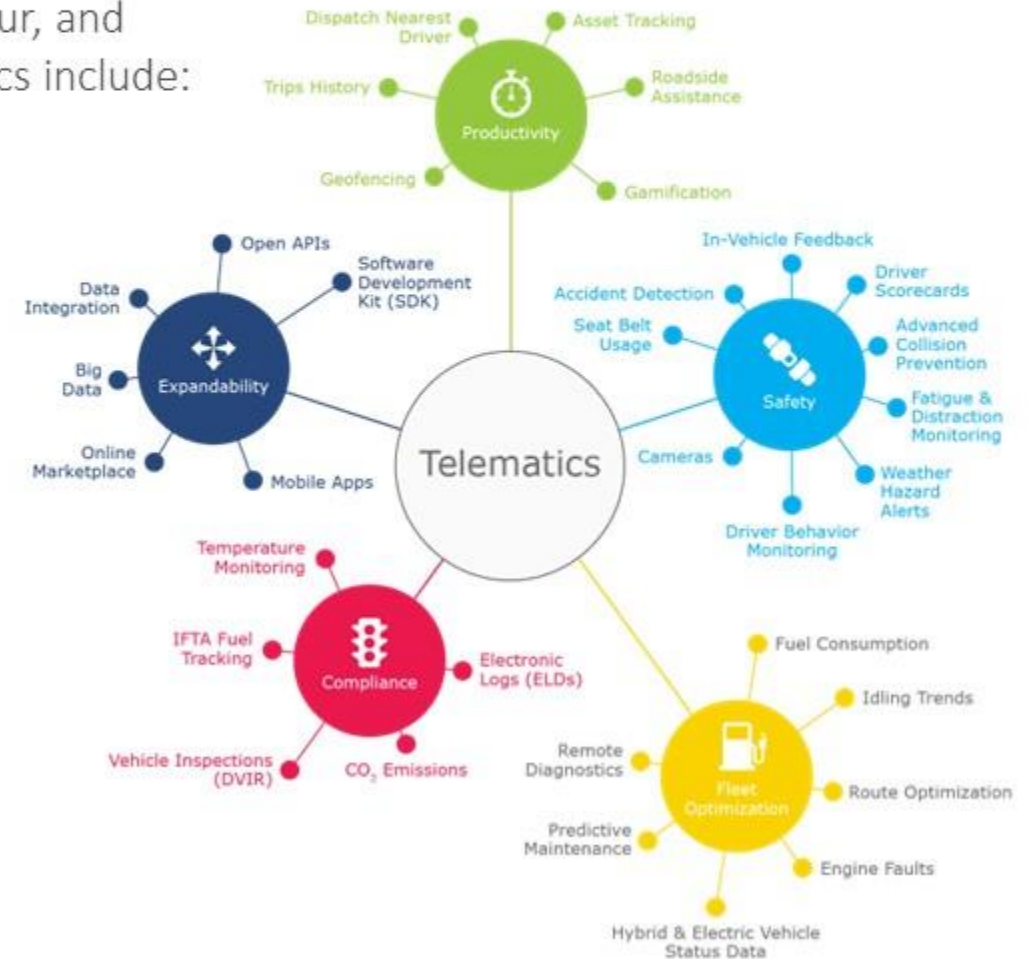 ur, and
cs include:
Dispatch Nearest
Driver
Asset Tracking
Trips History
Roadside
Assistance
Productivity
Geofencing
Gamification
Open APIs
Software
Development
Kit (SDK)
Data
Integration
Big
Data
Expandability
Online
Marketplace
Mobile Apps
In-Vehicle Feedback
Driver
Scorecards
Accident Detection
Seat Belt
Usage
Advanced
Collision
Prevention
Safety
Fatigue &
Distraction
Monitoring
Cameras
Weather
Hazard
Alerts
Driver Behavior
Monitoring
Telematics
Temperature
Monitoring
IFTA Fuel
Tracking
Compliance
Electronic
Logs (ELDs)
Vehicle Inspections
(DVIR)
CO₂ Emissions
Fuel Consumption
Idling Trends
Remote
Diagnostics
Fleet
Optimization
Route Optimization
Predictive
Maintenance
Engine Faults
Hybrid & Electric Vehicle
Status Data